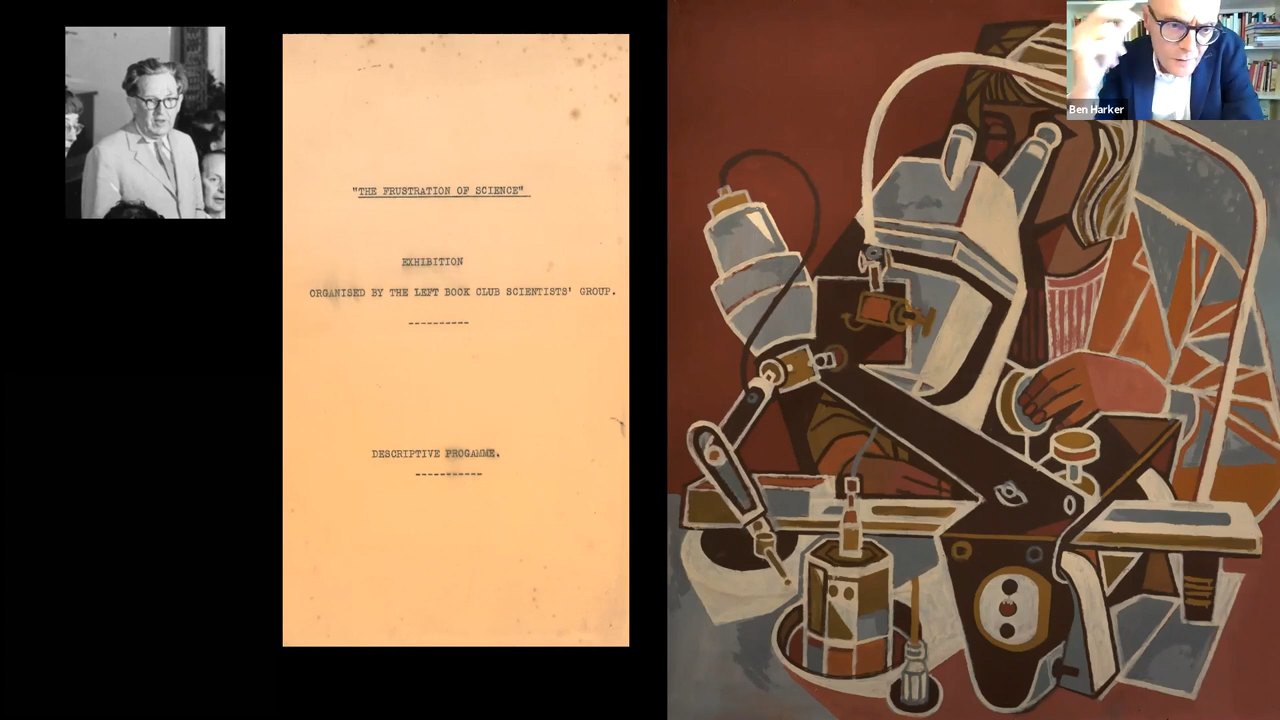 "THE FRUSTRATION OF SCIENCE"
EXHIBITION
ORGANISED BY THE LEFT BOOK CLUB SCIENTISTS' GROUP.
----------
DESCRIPTIVE PROGAMME.
-----------
Ben Harker